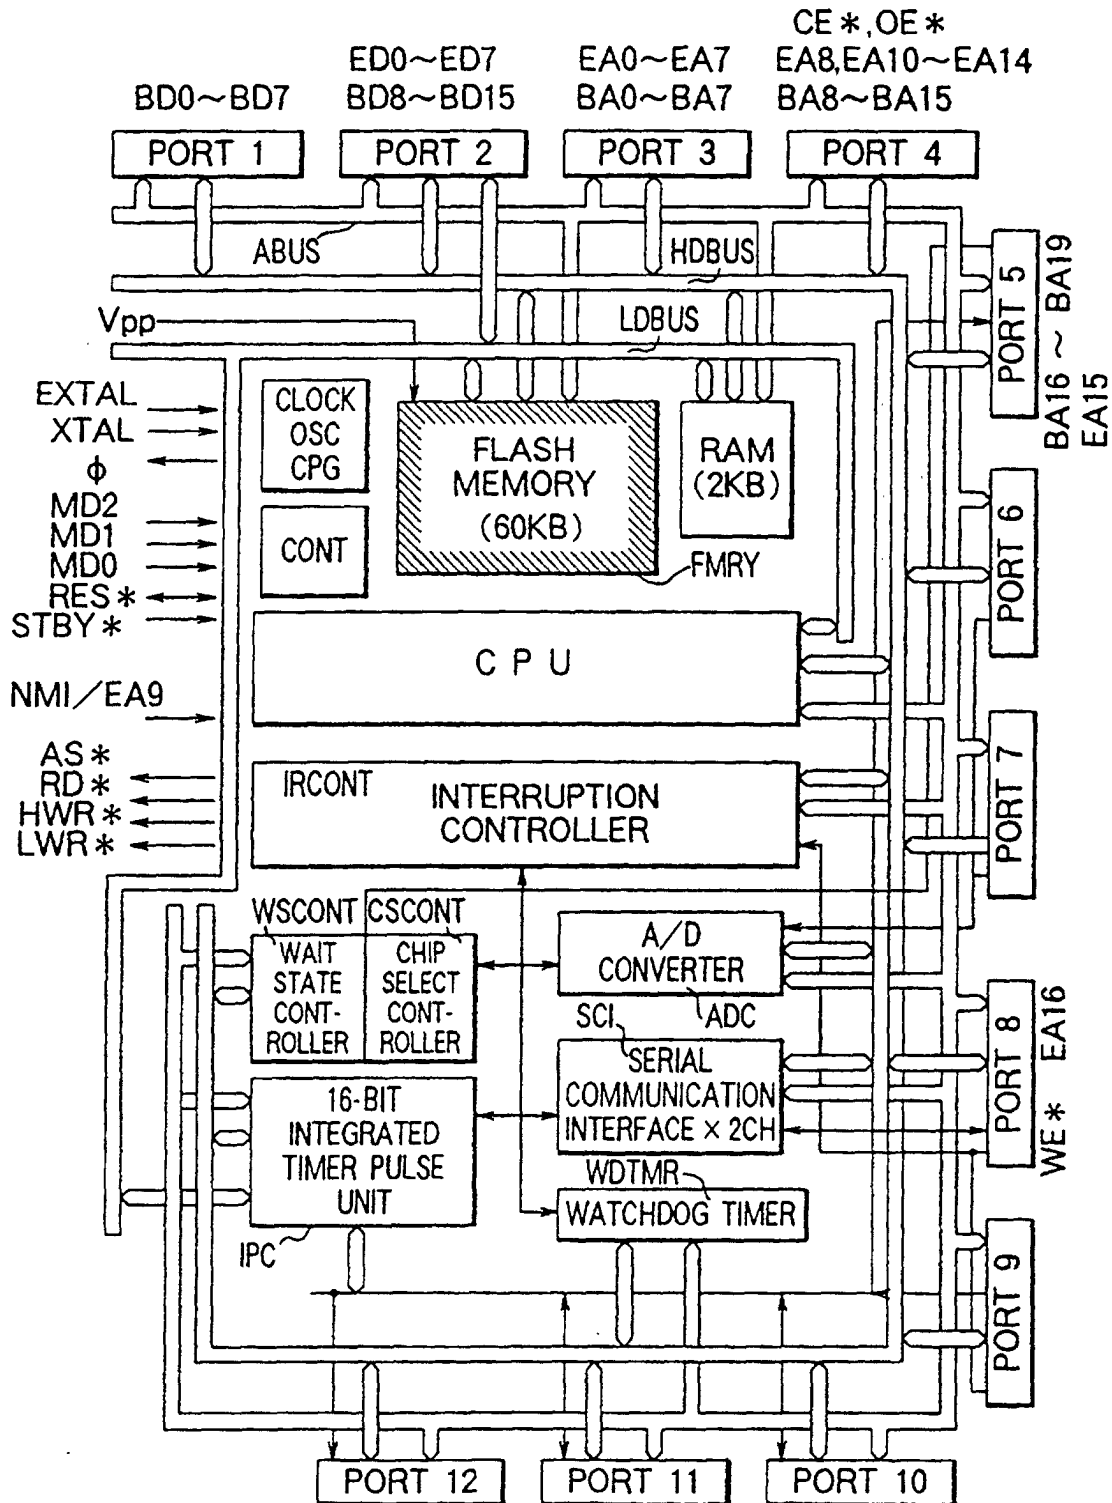 CE*, OE*
ED0~ED7
EA0~EA7
EA8,EA10~EA14
BD0~BD7
BD8~BD15
BA0~BA7
BA8~BA15
PORT 1
PORT 2
PORT 3
PORT 4
ABUS
HDBUS
PORT 5
BA16 ~ BA19
EA15
Vpp
LDBUS
EXTAL
XTAL
ϕ
MD2
MD1
MD0
RES*
STBY*
CLOCK
OSC
CPG
CONT
FLASH
MEMORY
(60KB)
FMRY
RAM
(2KB)
PORT 6
CPU
NMI/EA9
AS*
RD*
HWR*
LWR*
IRCONT
INTERRUPTION
CONTROLLER
PORT 7
WSCONT
CSCONT
WAIT
STATE
CONT-
ROLLER
CHIP
SELECT
CONT-
ROLLER
A/D
CONVERTER
ADC
SCI
SERIAL
COMMUNICATION
INTERFACE × 2CH
PORT 8
WE* EA16
16-BIT
INTEGRATED
TIMER PULSE
UNIT
IPC
WDTMR
WATCHDOG TIMER
PORT 9
PORT 12
PORT 11
PORT 10